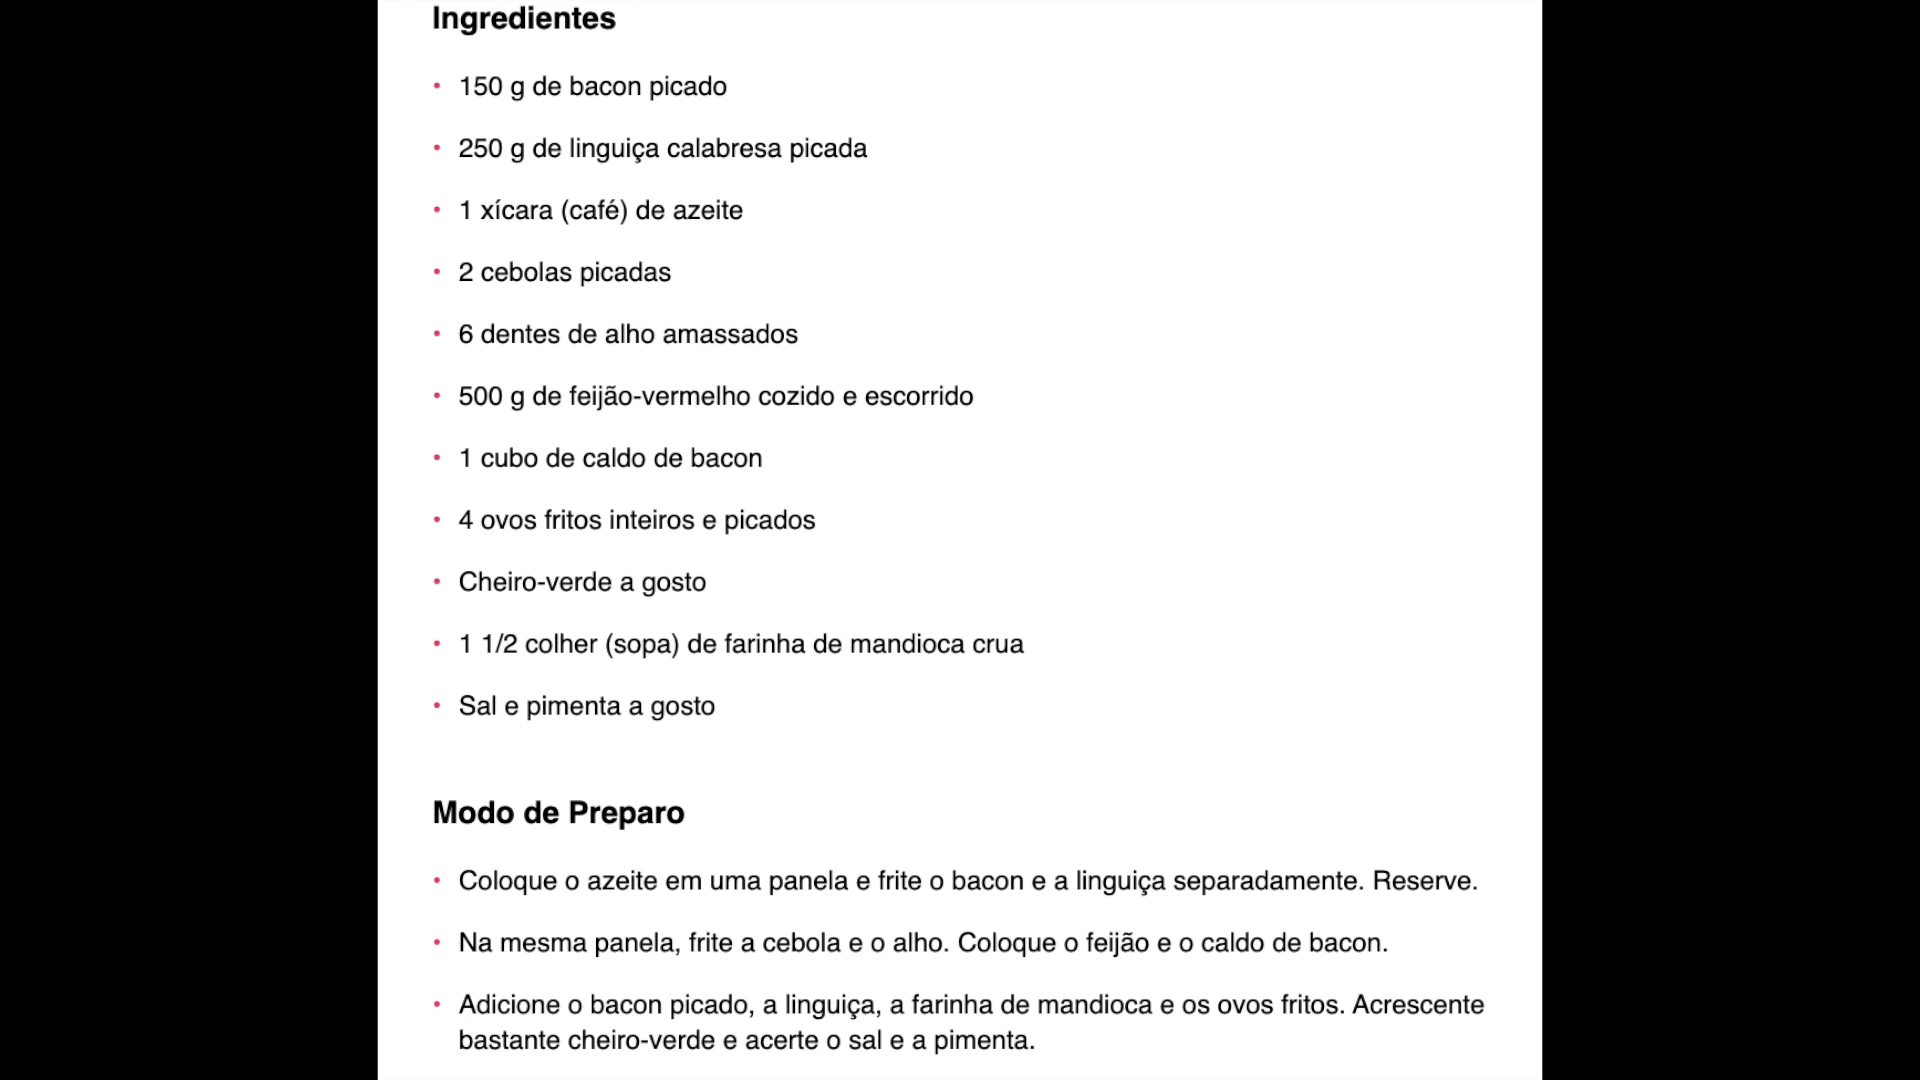 Ingredientes
• 150 g de bacon picado
• 250 g de linguiça calabresa picada
• 1 xícara (café) de azeite
• 2 cebolas picadas
• 6 dentes de alho amassados
• 500 g de feijão-vermelho cozido e escorrido
• 1 cubo de caldo de bacon
• 4 ovos fritos inteiros e picados
• Cheiro-verde a gosto
• 1 1/2 colher (sopa) de farinha de mandioca crua
• Sal e pimenta a gosto
Modo de Preparo
• Coloque o azeite em uma panela e frite o bacon e a linguiça separadamente. Reserve.
• Na mesma panela, frite a cebola e o alho. Coloque o feijão e o caldo de bacon.
• Adicione o bacon picado, a linguiça, a farinha de mandioca e os ovos fritos. Acrescente
bastante cheiro-verde e acerte o sal e a pimenta.